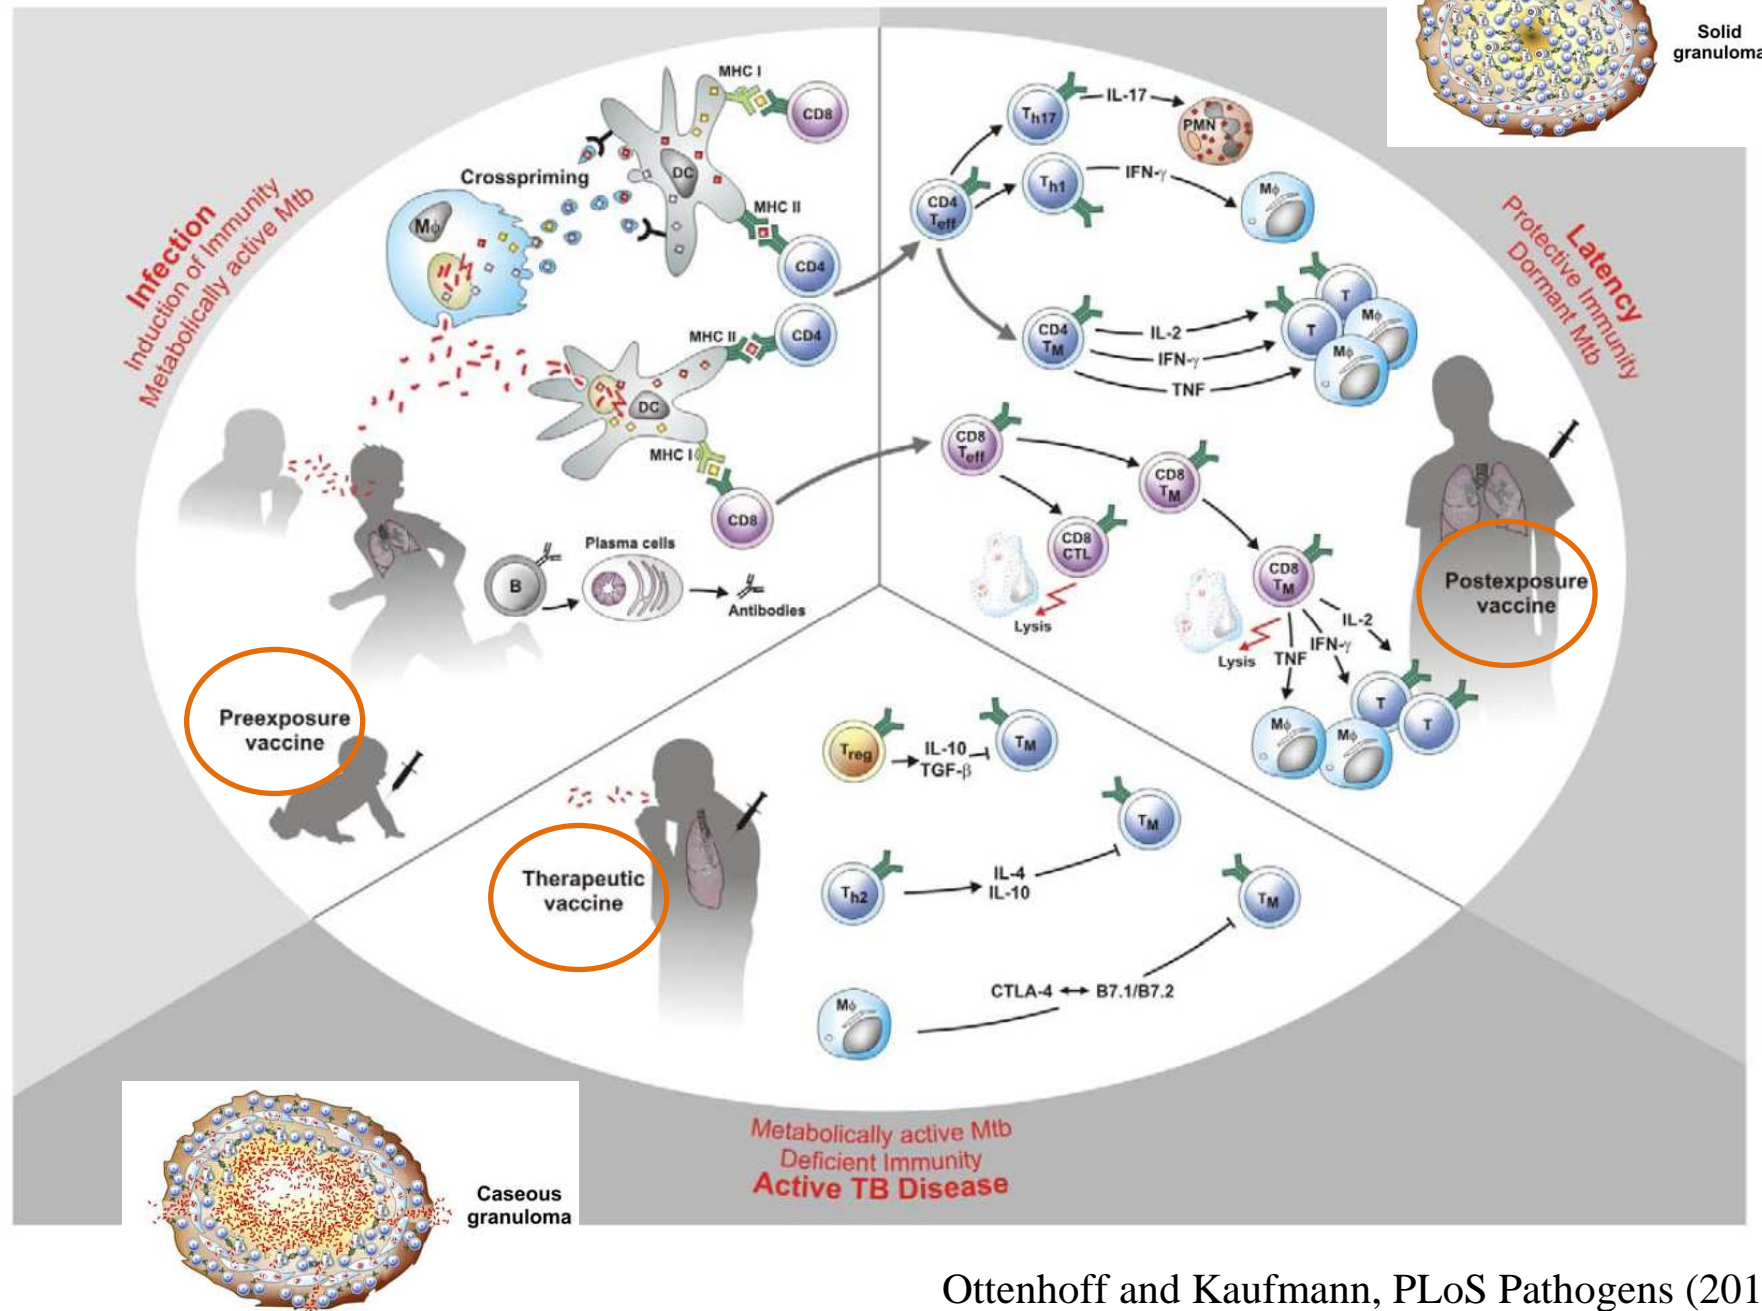 Solid
granuloma
Infection
Induction of Immunity
Metabolically active Mtb
Crosspriming
Mϕ
DC
MHC I
CD8
MHC II
CD4
MHC II
CD4
DC
MHC I
CD8
B
Plasma cells
Antibodies
Preexposure
vaccine
Latency
Protective Immunity
Dormant Mtb
Th17
IL-17
PMN
CD4
Teff
Th1
IFN-γ
Mϕ
CD4
TM
IL-2
IFN-γ
TNF
T
T
Mϕ
Mϕ
CD8
Teff
CD8
TM
CD8
CTL
Lysis
CD8
TM
Lysis
TNF
IFN-γ
IL-2
T
T
Mϕ
Mϕ
Postexposure
vaccine
Therapeutic
vaccine
Treg
IL-10
TGF-β
TM
Th2
IL-4
IL-10
TM
Mϕ
CTLA-4
B7.1/B7.2
TM
Metabolically active Mtb
Deficient Immunity
Active TB Disease
Caseous
granuloma
Ottenhoff and Kaufmann, PLoS Pathogens (201